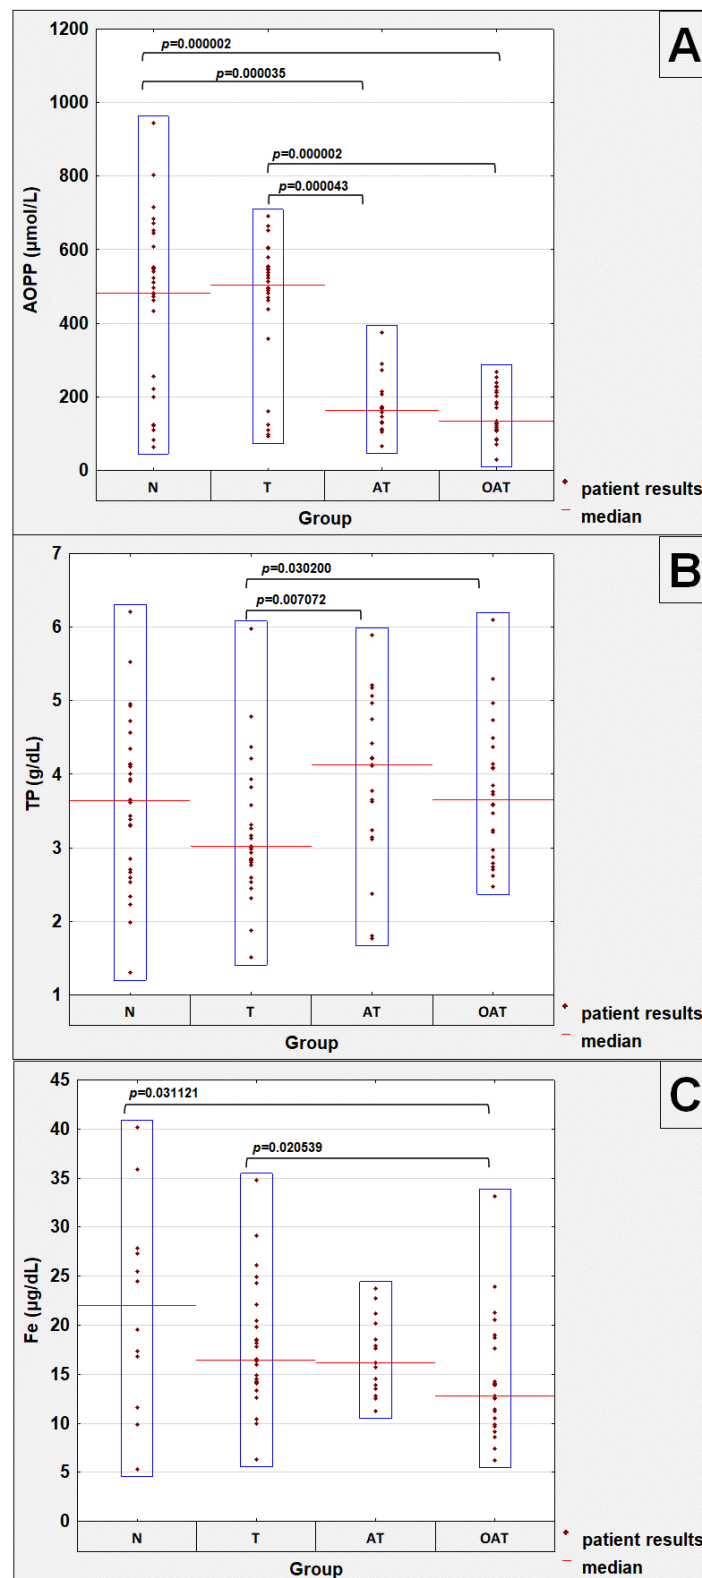 A
1200
1000
800
600
400
200
0
AOPP (µmol/L)
p=0.000002
p=0.000035
p=0.000002
p=0.000043
N T AT OAT
Group
patient results
median
B
7
6
5
4
3
2
1
TP (g/dL)
p=0.030200
p=0.007072
N T AT OAT
Group
patient results
median
C
45
40
35
30
25
20
15
10
5
0
Fe (µg/dL)
p=0.031121
p=0.020539
N T AT OAT
Group
patient results
median